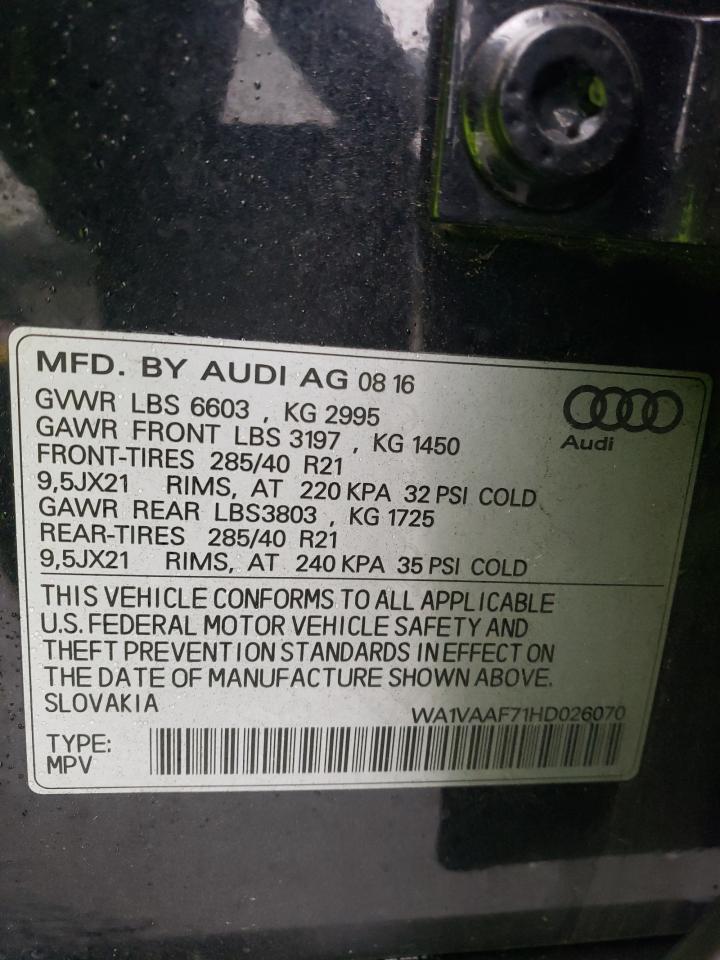 MFD. BY AUDI AG 08 16
GVWR LBS 6603 , KG 2995
GAWR FRONT LBS 3197 , KG 1450
FRONT-TIRES 285/40 R21
9,5JX21 RIMS, AT 220 KPA 32 PSI COLD
GAWR REAR LBS3803 , KG 1725
REAR-TIRES 285/40 R21
9,5JX21 RIMS, AT 240 KPA 35 PSI COLD
Audi
THIS VEHICLE CONFORMS TO ALL APPLICABLE
U.S. FEDERAL MOTOR VEHICLE SAFETY AND
THEFT PREVENTION STANDARDS IN EFFECT ON
THE DATE OF MANUFACTURE SHOWN ABOVE.
SLOVAKIA
WA1VAAF71HD026070
TYPE:
MPV